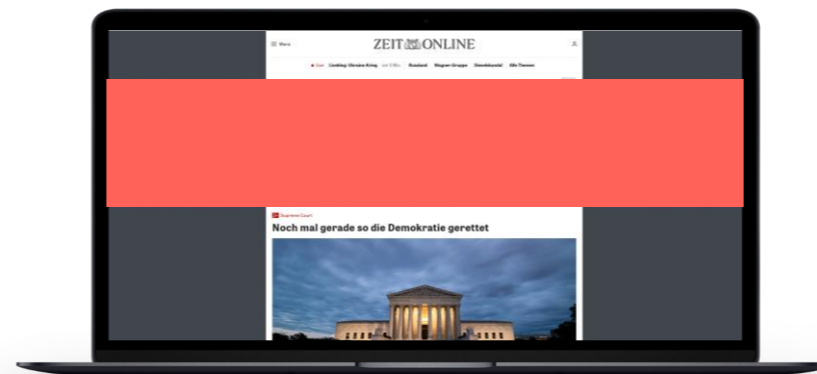 Menu
ZEIT ONLINE
Live Liveblog: Ukraine-Krieg Russland Wagner-Gruppe Dieselskandal Alle Themen
Supreme Court
Noch mal gerade so die Demokratie gerettet